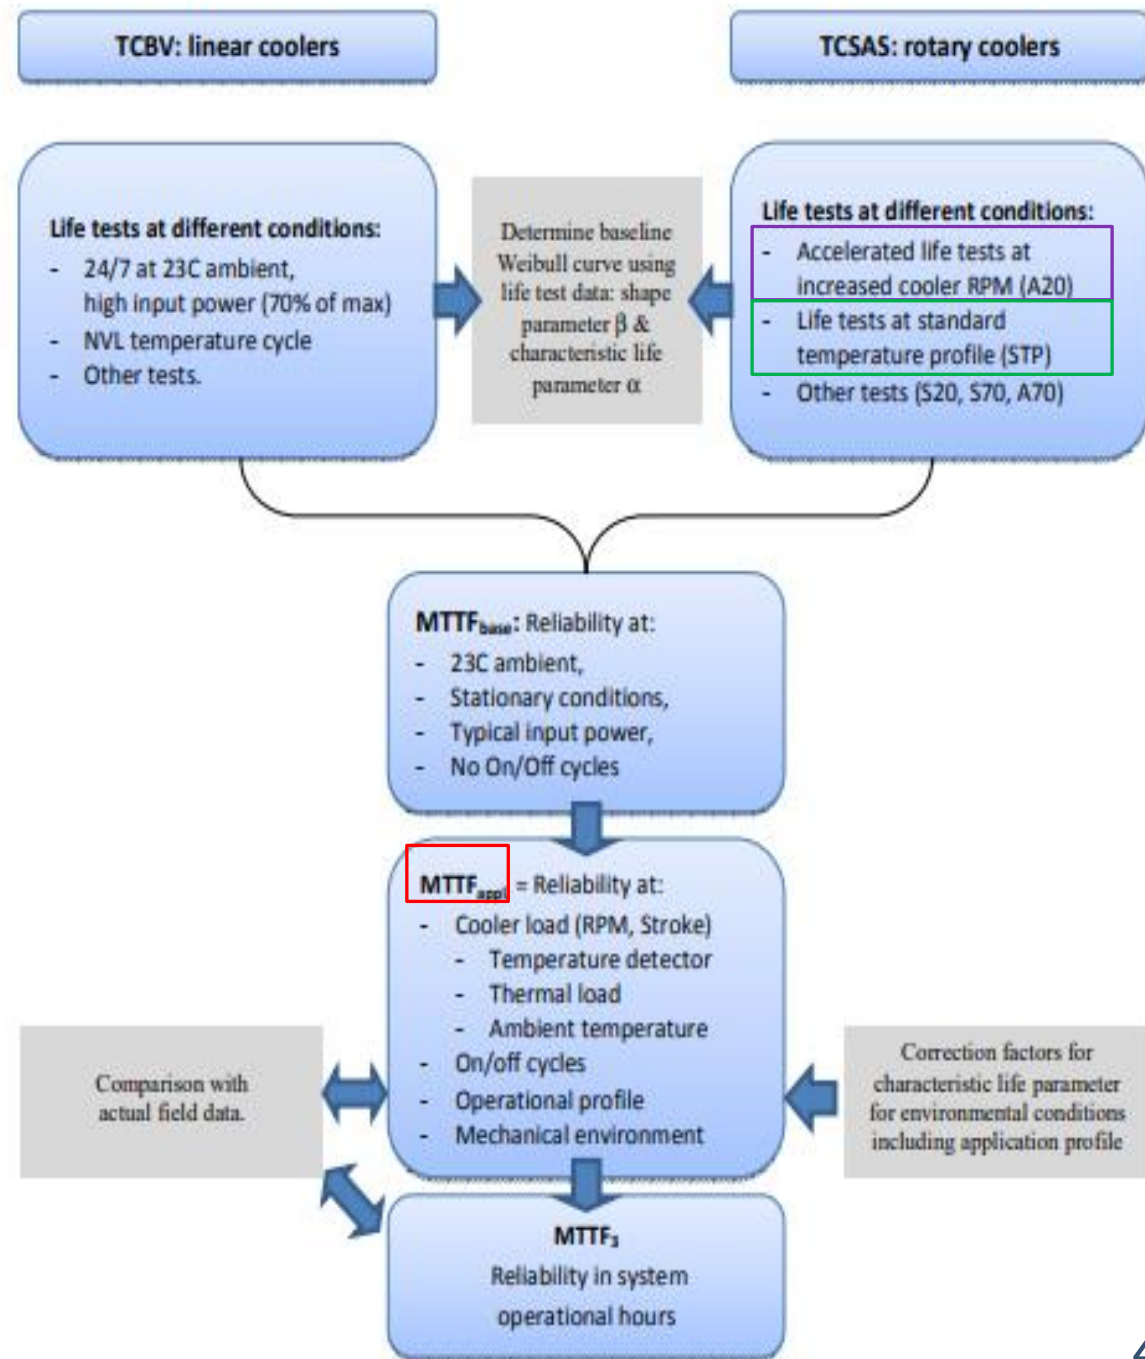 TCBV: linear coolers
TCSAS: rotary coolers
Life tests at different conditions:
- 24/7 at 23C ambient,
high input power (70% of max)
- NVL temperature cycle
- Other tests.
Determine baseline
Weibull curve using
life test data: shape
parameter β &
characteristic life
parameter α
Life tests at different conditions:
- Accelerated life tests at
increased cooler RPM (A20)
- Life tests at standard
temperature profile (STP)
- Other tests (S20, S70, A70)
MTTFbase: Reliability at:
- 23C ambient,
- Stationary conditions,
- Typical input power,
- No On/Off cycles
MTTFappl = Reliability at:
- Cooler load (RPM, Stroke)
- Temperature detector
- Thermal load
- Ambient temperature
- On/off cycles
- Operational profile
- Mechanical environment
Comparison with
actual field data.
Correction factors for
characteristic life parameter
for environmental conditions
including application profile
MTTFs
Reliability in system
operational hours